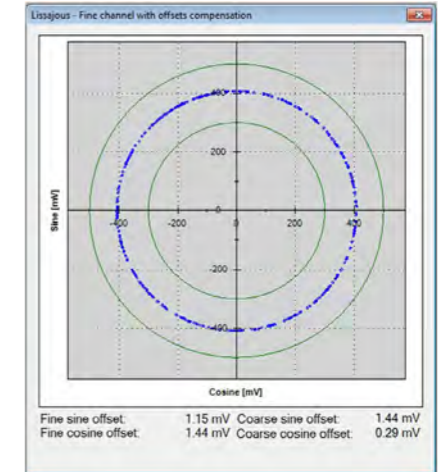 Lissajous - Fine channel with offsets compensation
400
200
-400 -200 0 200 400
-200
-400
Sine [mV]
Cosine [mV]
Fine sine offset: 1.15 mV Coarse sine offset: 1.44 mV
Fine cosine offset: 1.44 mV Coarse cosine offset: 0.29 mV